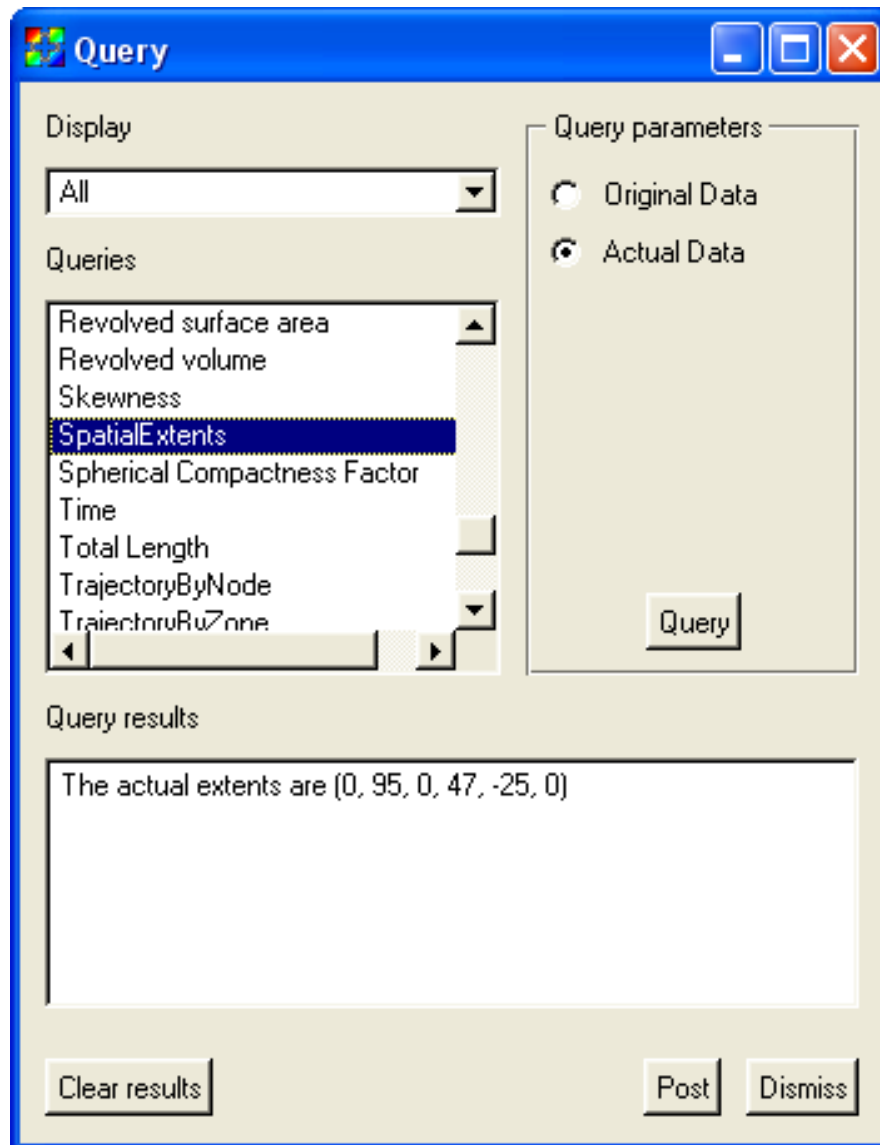 Query
Display
All
Queries
Revolved surface area
Revolved volume
Skewness
SpatialExtents
Spherical Compactness Factor
Time
Total Length
TrajectoryByNode
TrajectoryByZone
Query parameters
Original Data
Actual Data
Query
Query results
The actual extents are (0, 95, 0, 47, -25, 0)
Clear results
Post
Dismiss